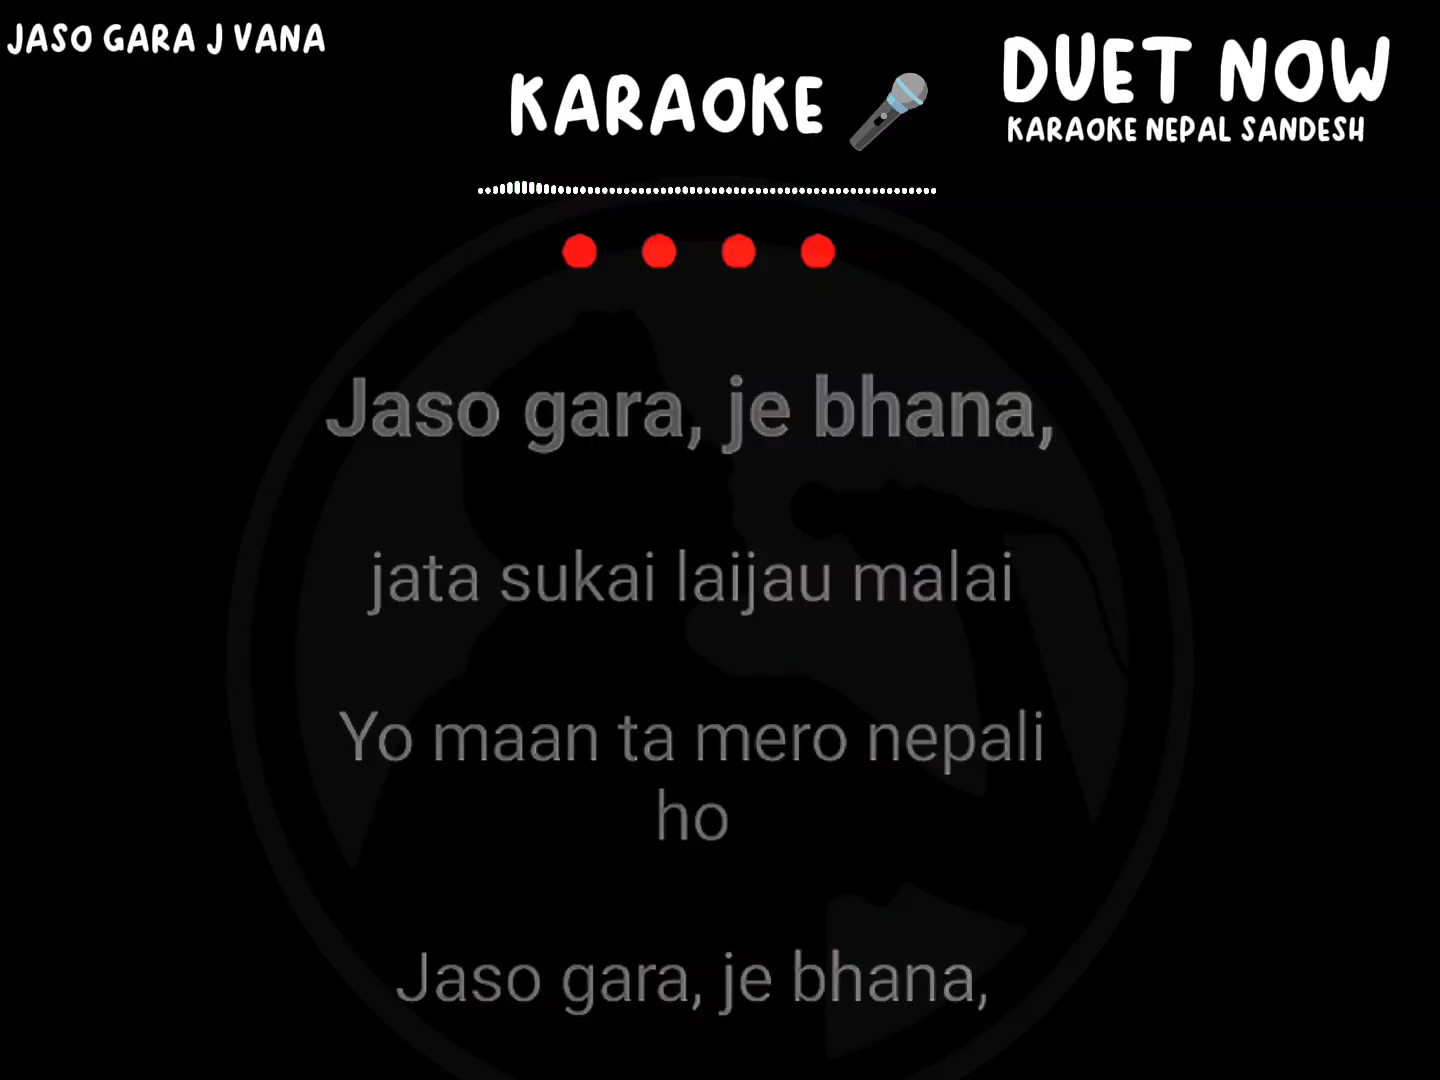 JASO GARA J VANA
KARAOKE
DUET NOW
KARAOKE NEPAL SANDESH
Jaso gara, je bhana,
jata sukai laijau malai
Yo maan ta mero nepali
ho
Jaso gara, je bhana,